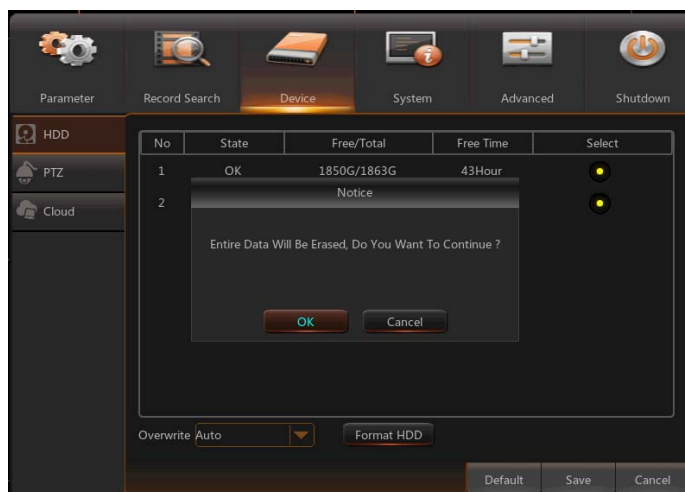 Parameter Record Search Device System Advanced Shutdown
HDD
PTZ
Cloud
No State Free/Total Free Time Select
1 OK 1850G/1863G 43Hour
2
Notice
Entire Data Will Be Erased, Do You Want To Continue ?
OK Cancel
Overwrite Auto Format HDD
Default Save Cancel